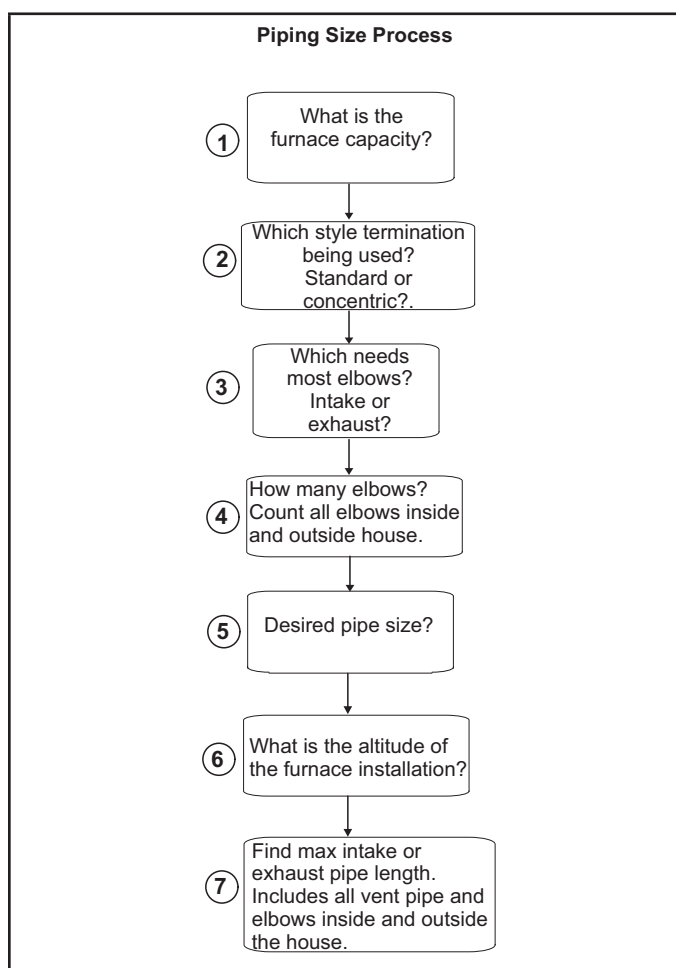 Piping Size Process
1
What is the
furnace capacity?
2
Which style termination
being used?
Standard or
concentric?.
3
Which needs
most elbows?
Intake or
exhaust?
4
How many elbows?
Count all elbows inside
and outside house.
5
Desired pipe size?
6
What is the altitude of
the furnace installation?
7
Find max intake or
exhaust pipe length.
Includes all vent pipe and
elbows inside and outside
the house.